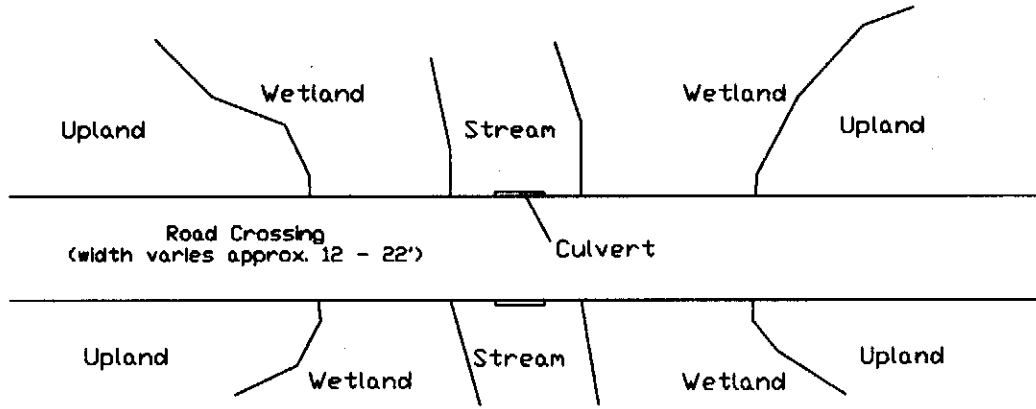 Wetland
Wetland
Upland
Stream
Upland
Road Crossing
(width varies approx. 12 - 22')
Culvert
Upland
Stream
Upland
Wetland
Wetland